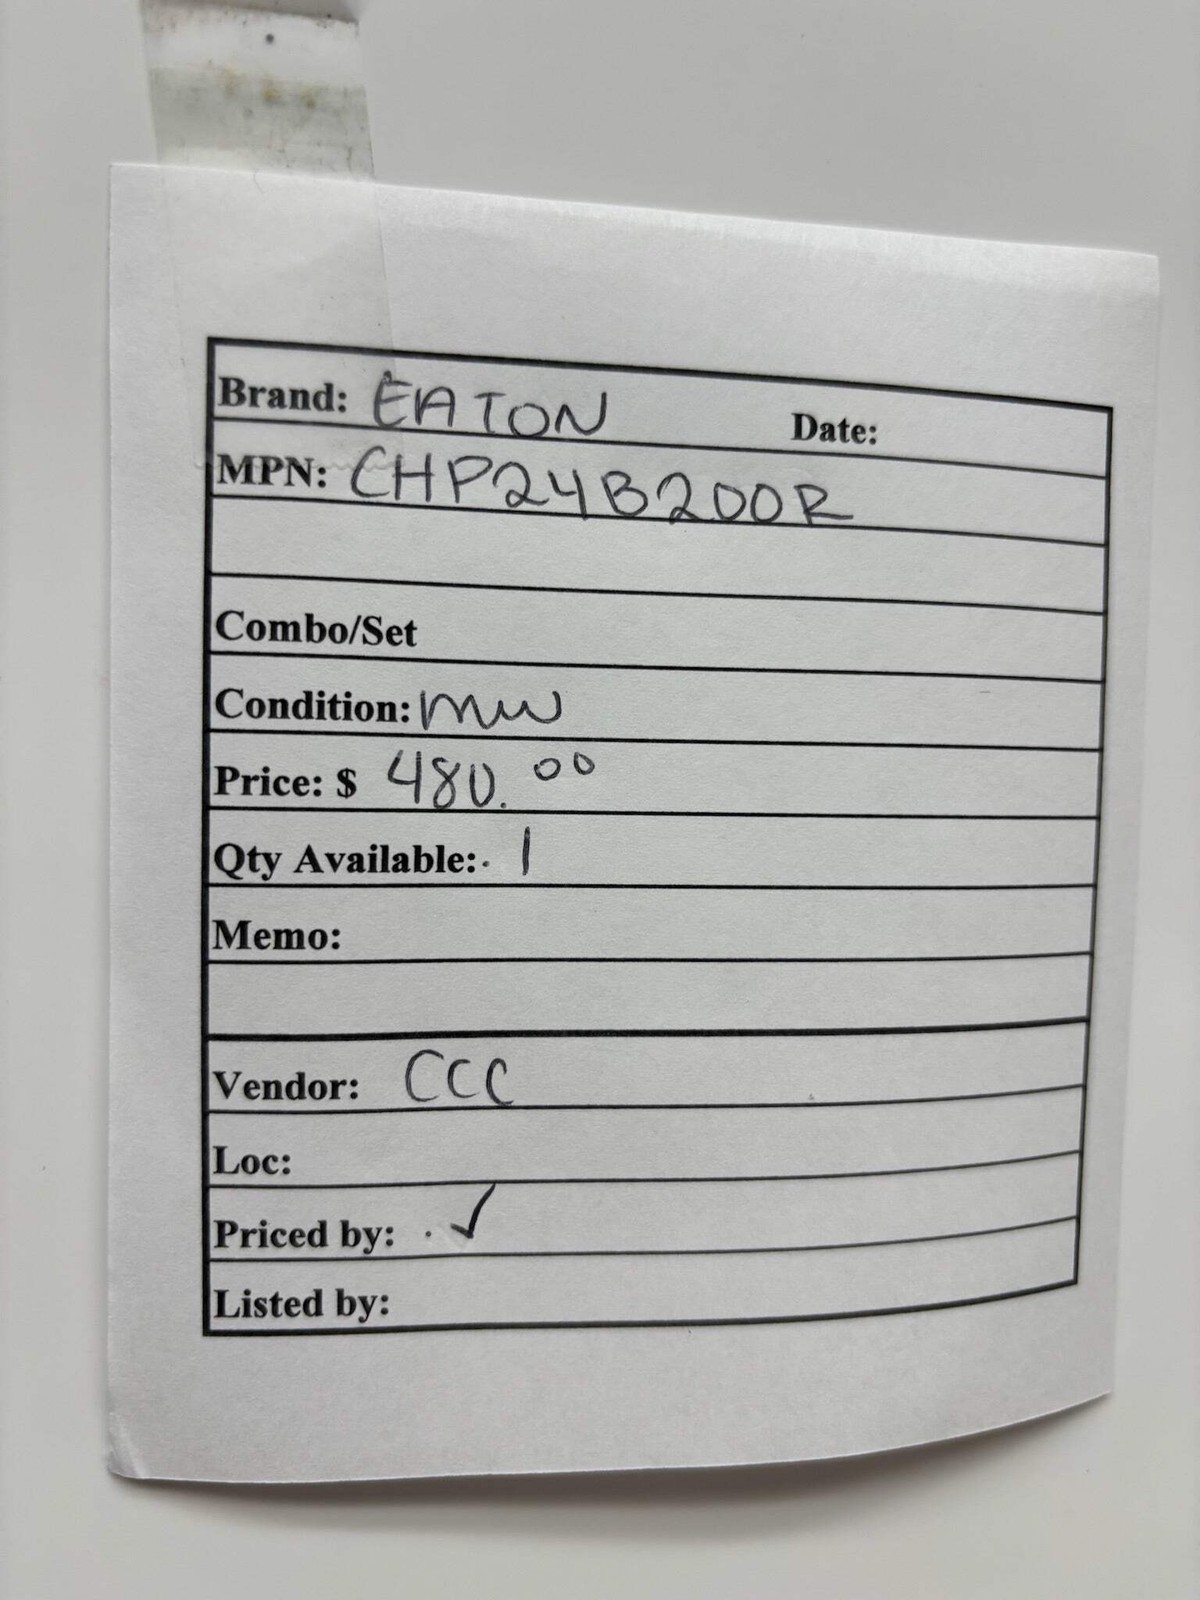 Brand: EATON Date:
MPN: CHP24B200R
Combo/Set
Condition:
Price: $ 480.00
Qty Available: 1
Memo:
Vendor: CCC
Loc:
Priced by: ✓
Listed by: